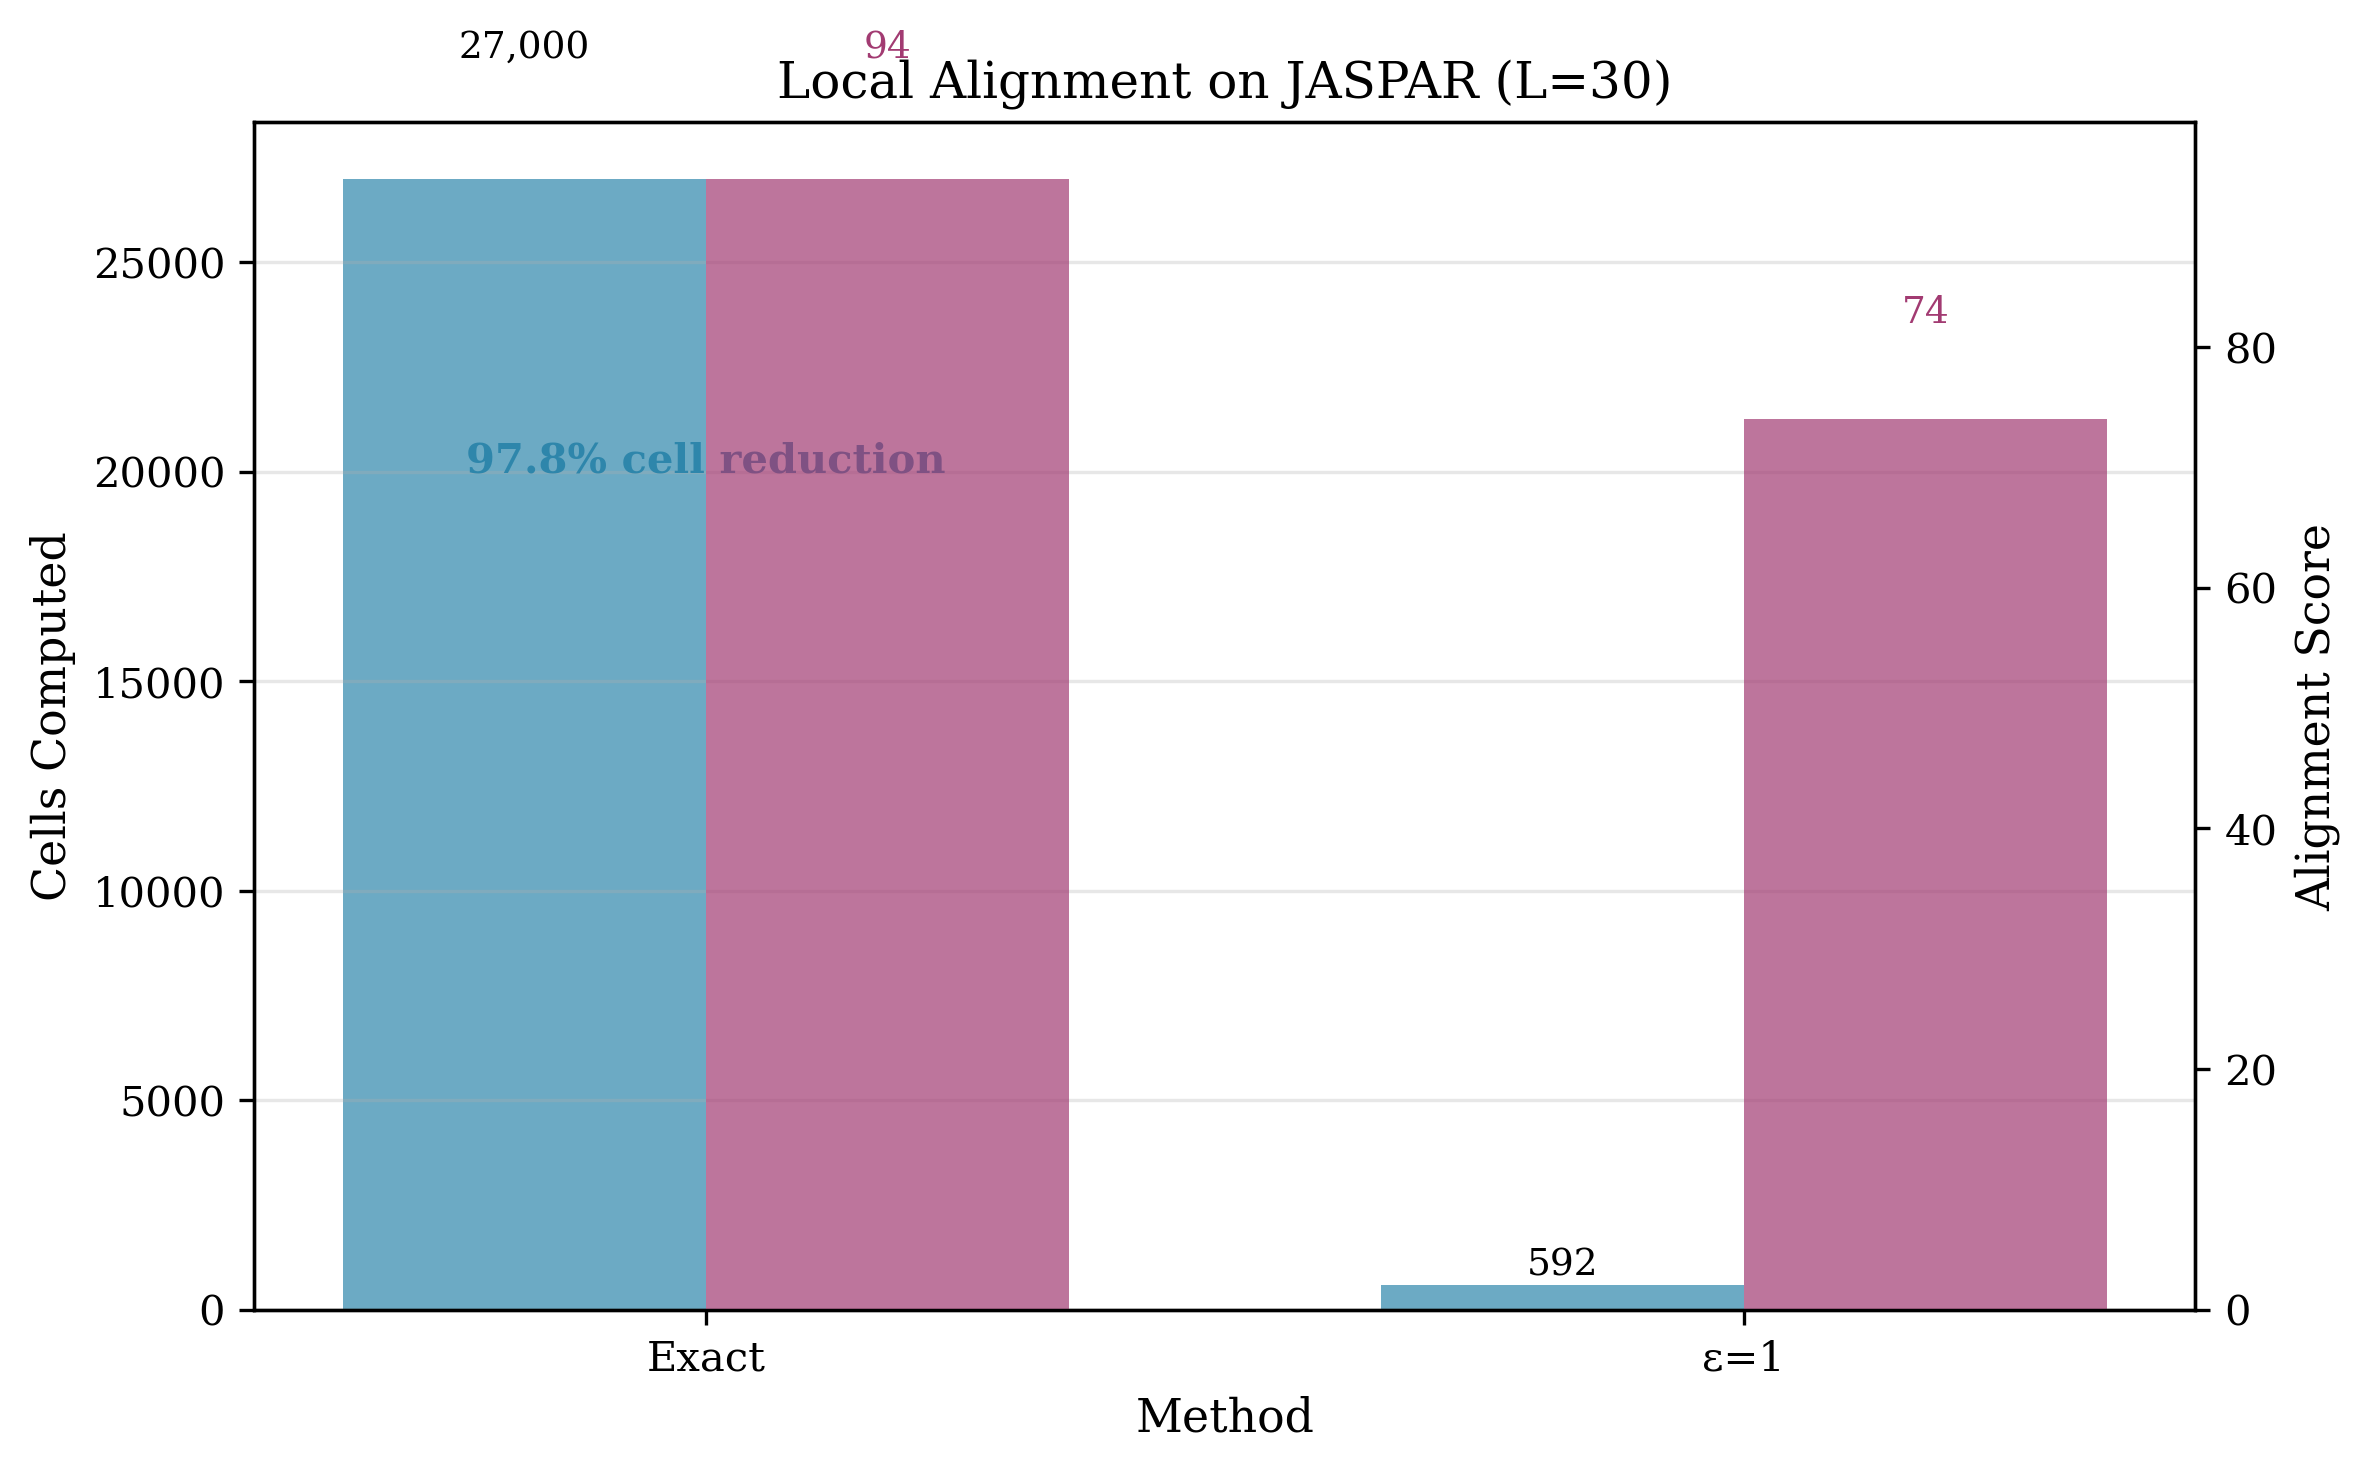 27,000
94
Local Alignment on JASPAR (L=30)
25000
20000
15000
10000
5000
0
Cells Computed
97.8% cell reduction
74
592
80
60
40
20
0
Alignment Score
Exact
ε=1
Method